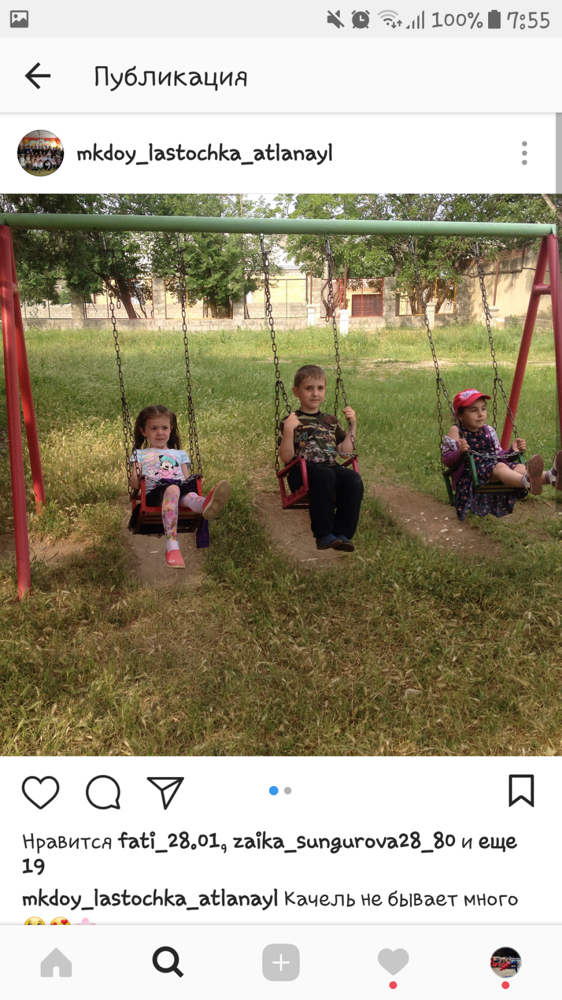 100% 7:55
Публикация
mkdoy_lastochka_atlanayl
Нравится fati_28.01, zaika_sungurova28_80 и еще
19
mkdoy_lastochka_atlanayl Качель не бывает много